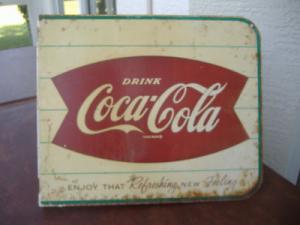 DRINK
Coca-Cola
ENJOY THAT Refreshing NEW Feeling